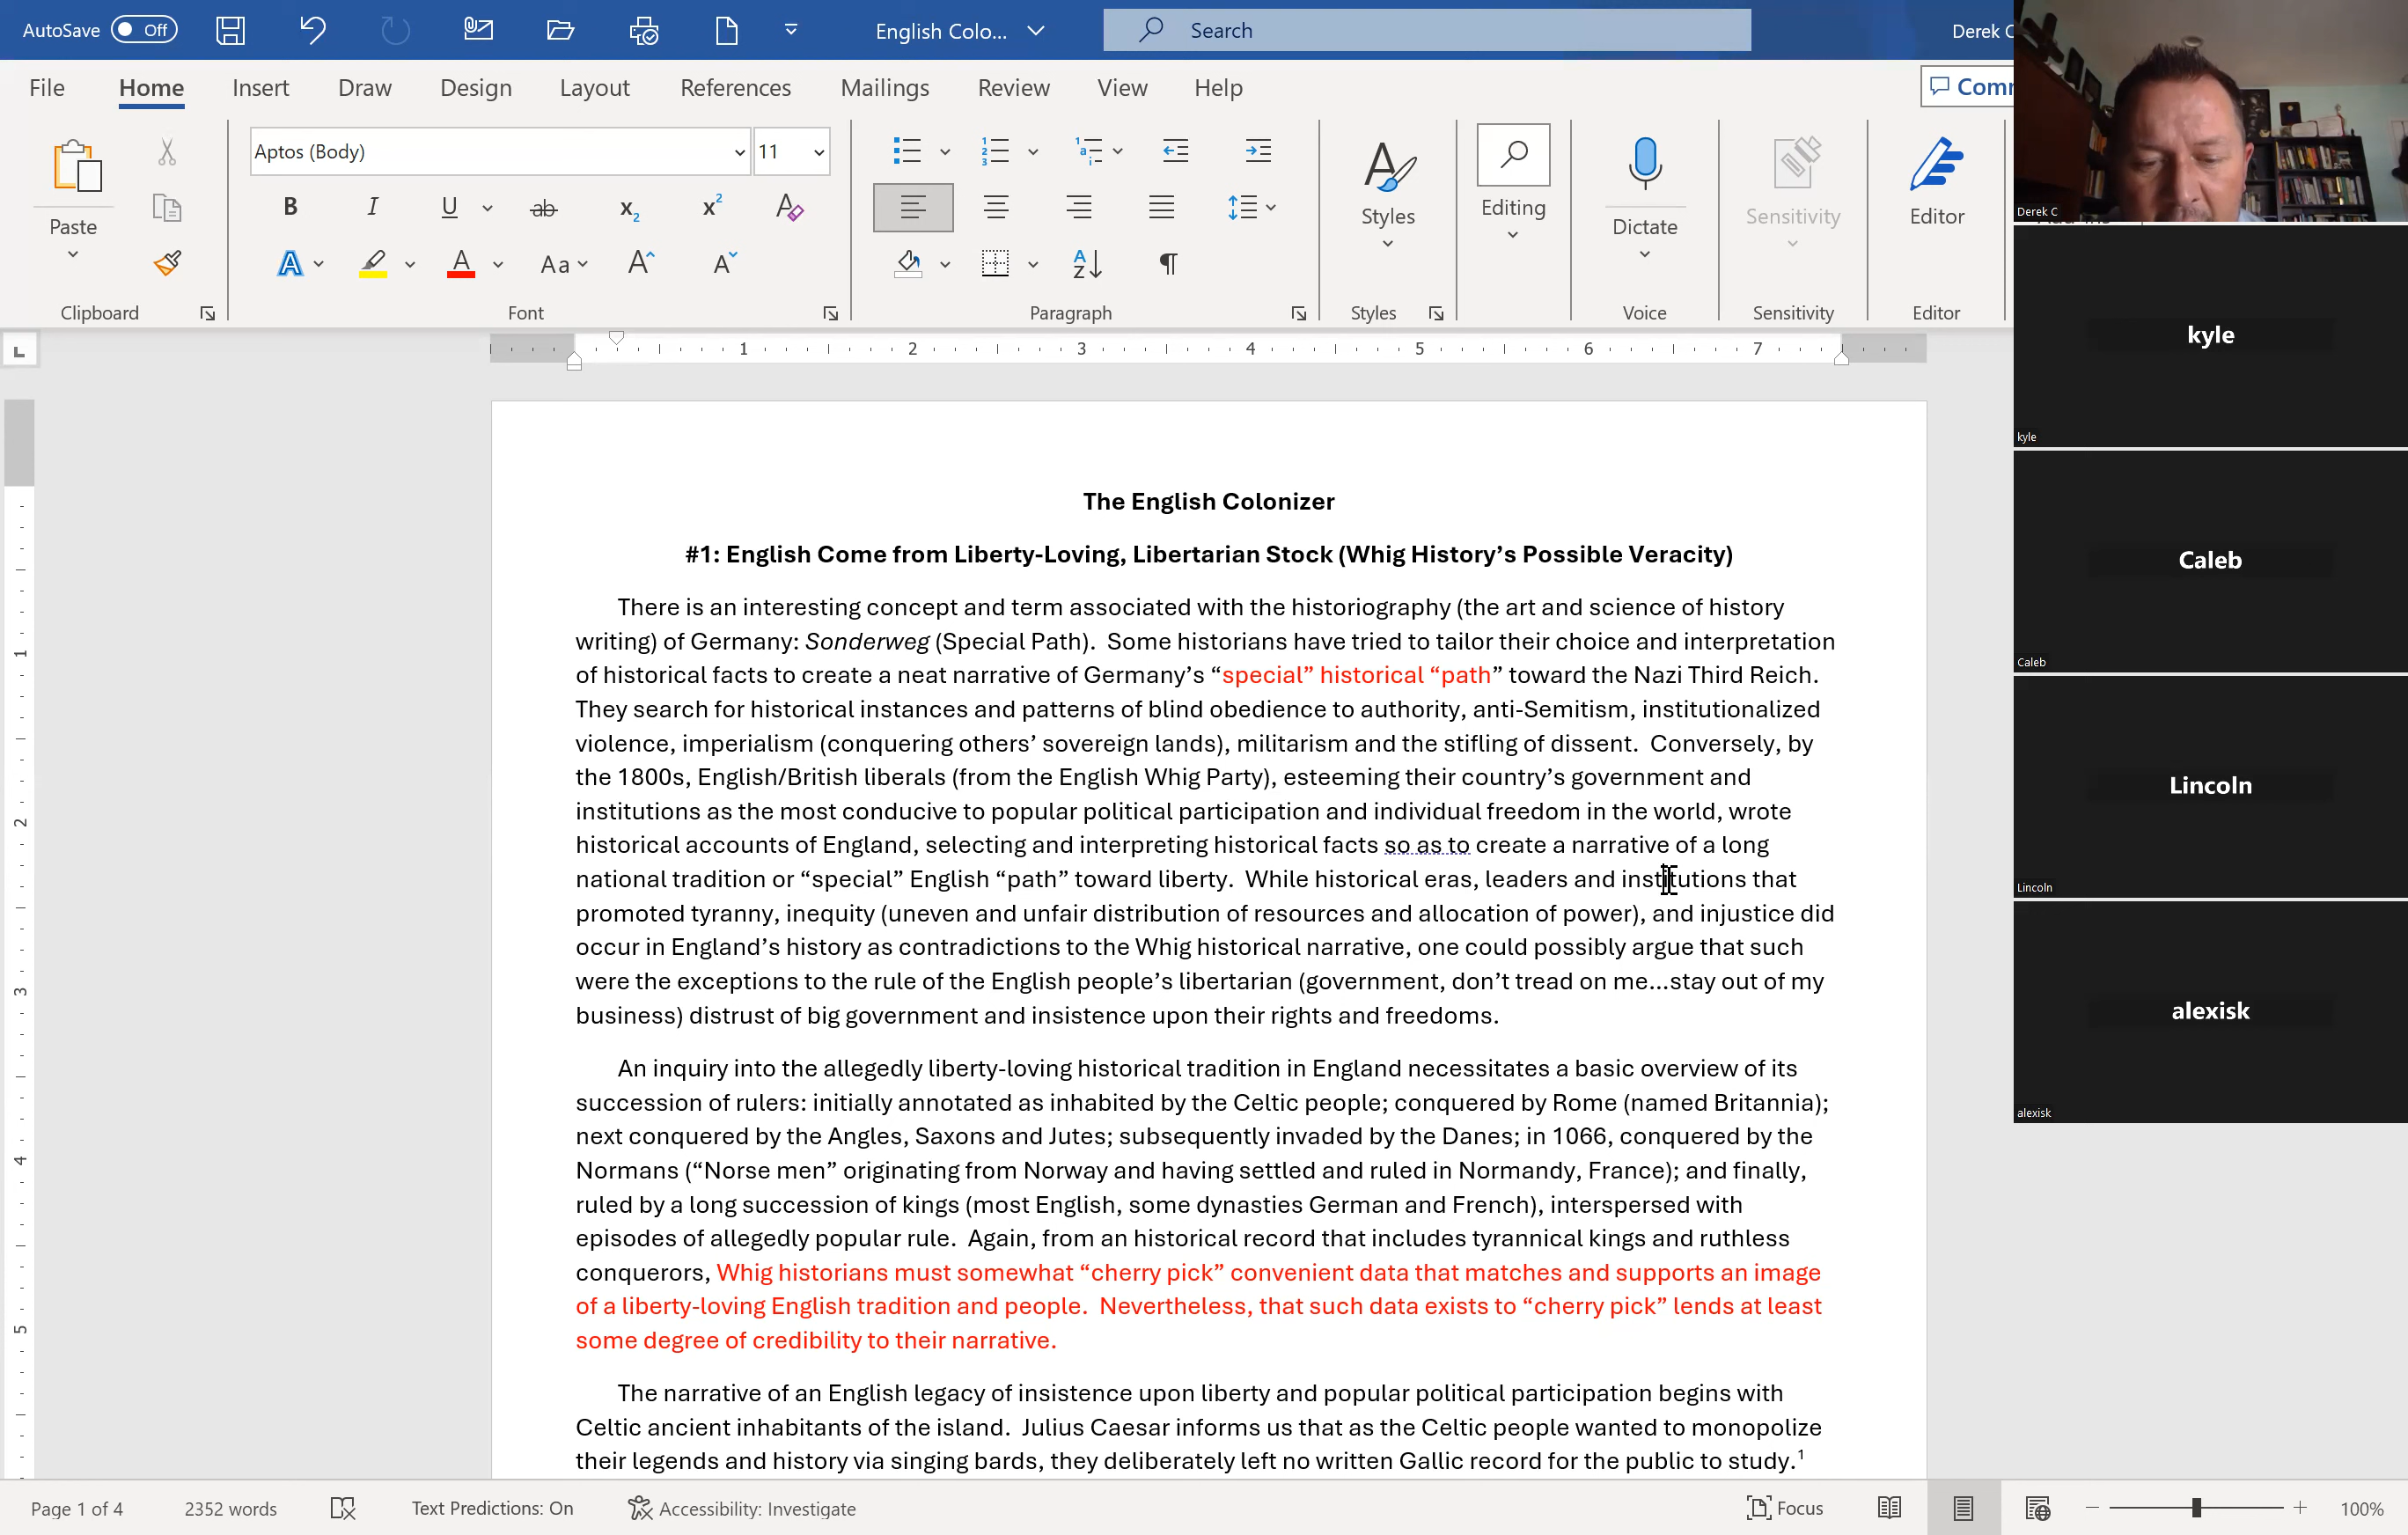 AutoSave Off English Colo... Search Derek C
File Home Insert Draw Design Layout References Mailings Review View Help Comm
Paste Aptos (Body) 11 Styles Editing Dictate Sensitivity Editor
Clipboard Font Paragraph Styles Voice Sensitivity Editor
1 2 3 4 5 6 7
The English Colonizer
#1: English Come from Liberty-Loving, Libertarian Stock (Whig History’s Possible Veracity)
There is an interesting concept and term associated with the historiography (the art and science of history
writing) of Germany: Sonderweg (Special Path). Some historians have tried to tailor their choice and interpretation
of historical facts to create a neat narrative of Germany’s “special” historical “path” toward the Nazi Third Reich.
They search for historical instances and patterns of blind obedience to authority, anti-Semitism, institutionalized
violence, imperialism (conquering others’ sovereign lands), militarism and the stifling of dissent. Conversely, by
the 1800s, English/British liberals (from the English Whig Party), esteeming their country’s government and
institutions as the most conducive to popular political participation and individual freedom in the world, wrote
historical accounts of England, selecting and interpreting historical facts so as to create a narrative of a long
national tradition or “special” English “path” toward liberty. While historical eras, leaders and institutions that
promoted tyranny, inequity (uneven and unfair distribution of resources and allocation of power), and injustice did
occur in England’s history as contradictions to the Whig historical narrative, one could possibly argue that such
were the exceptions to the rule of the English people’s libertarian (government, don’t tread on me...stay out of my
business) distrust of big government and insistence upon their rights and freedoms.
An inquiry into the allegedly liberty-loving historical tradition in England necessitates a basic overview of its
succession of rulers: initially annotated as inhabited by the Celtic people; conquered by Rome (named Britannia);
next conquered by the Angles, Saxons and Jutes; subsequently invaded by the Danes; in 1066, conquered by the
Normans (“Norse men” originating from Norway and having settled and ruled in Normandy, France); and finally,
ruled by a long succession of kings (most English, some dynasties German and French), interspersed with
episodes of allegedly popular rule. Again, from an historical record that includes tyrannical kings and ruthless
conquerors, Whig historians must somewhat “cherry pick” convenient data that matches and supports an image
of a liberty-loving English tradition and people. Nevertheless, that such data exists to “cherry pick” lends at least
some degree of credibility to their narrative.
The narrative of an English legacy of insistence upon liberty and popular political participation begins with
Celtic ancient inhabitants of the island. Julius Caesar informs us that as the Celtic people wanted to monopolize
their legends and history via singing bards, they deliberately left no written Gallic record for the public to study.1
Page 1 of 4 2352 words Text Predictions: On Accessibility: Investigate Focus 100%
Derek C
kyle
kyle
Caleb
Caleb
Lincoln
Lincoln
alexisk
alexisk